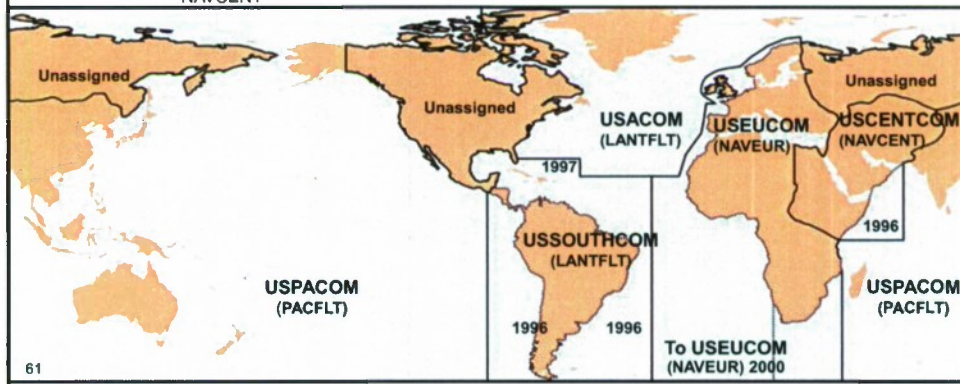 NAVCENT
Unassigned
Unassigned
Unassigned
USACOM
(LANTFLT)
USEUCOM
(NAVEUR)
USCENTCOM
(NAVCENT)
1997
1996
USSOUTHCOM
(LANTFLT)
USPACOM
(PACFLT)
USPACOM
(PACFLT)
1996
1996
To USEUCOM
(NAVEUR) 2000
61